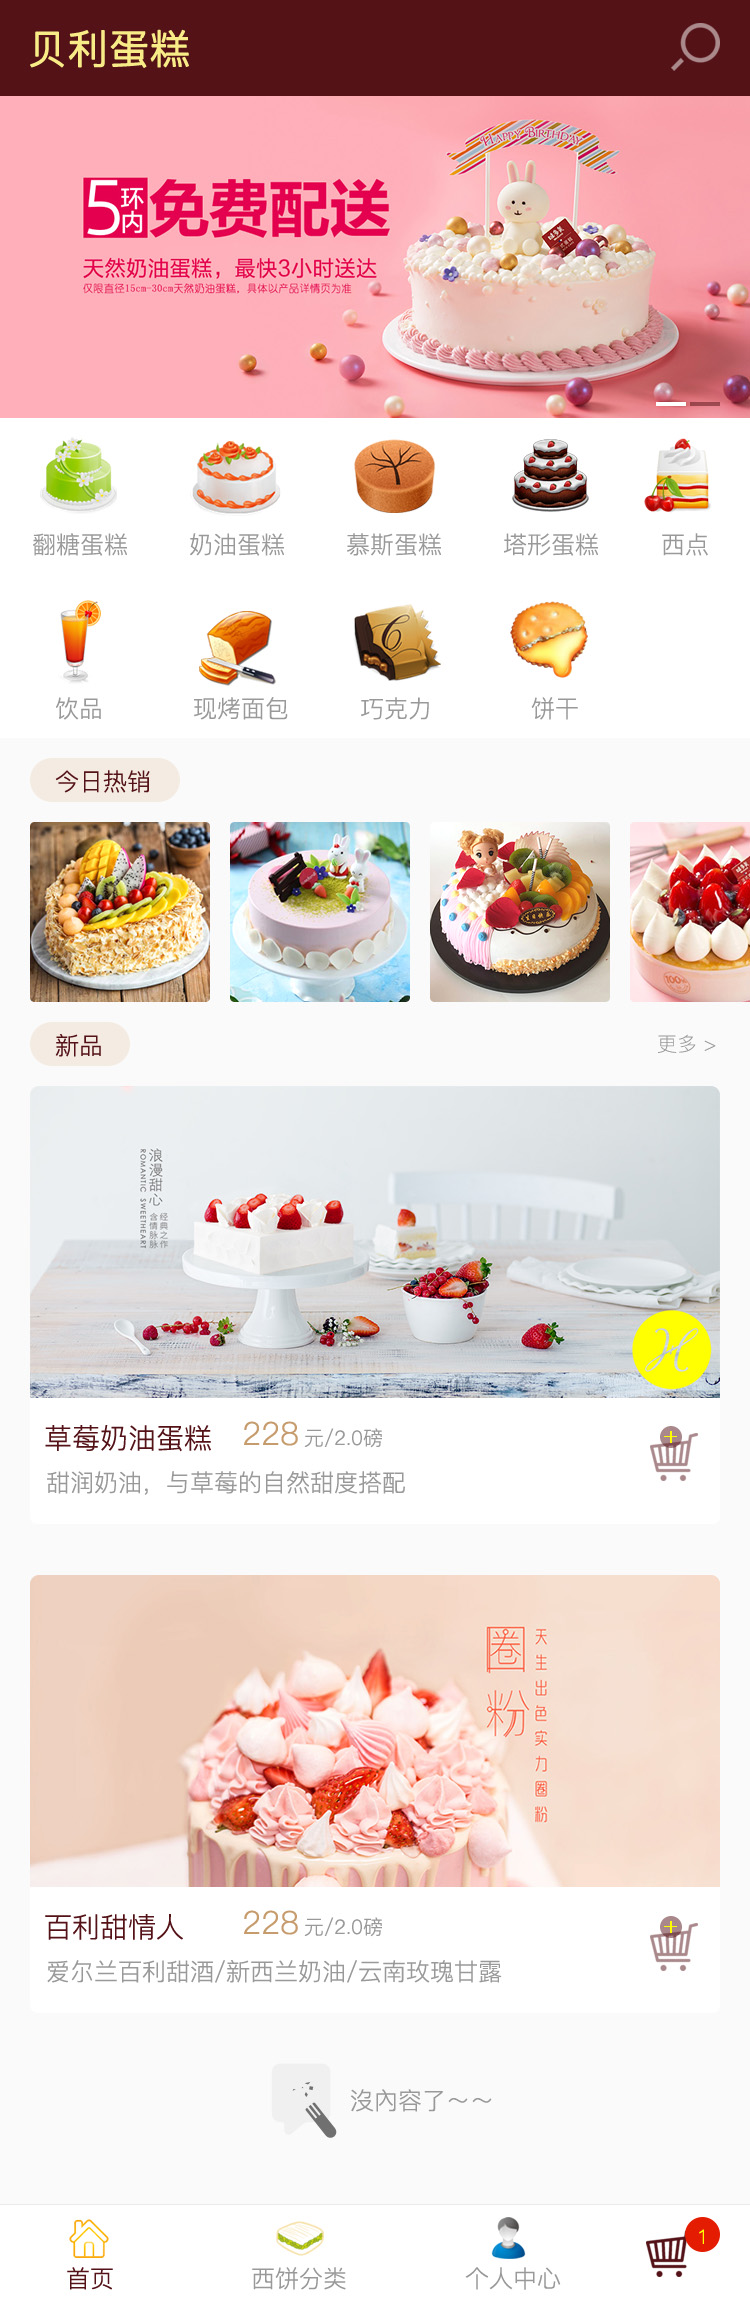 贝利蛋糕
HAPPY BIRTHDAY
5环内免费配送
天然奶油蛋糕，最快3小时送达
仅限直径15cm-30cm天然奶油蛋糕，具体以产品详情页为准
翻糖蛋糕
奶油蛋糕
慕斯蛋糕
塔形蛋糕
西点
饮品
现烤面包
巧克力
饼干
今日热销
新品
更多 >
浪漫甜心
ROMANTIC SWEETHEART
经典之作
含情脉脉
H
草莓奶油蛋糕
228 元/2.0磅
甜润奶油，与草莓的自然甜度搭配
圈粉
天生出色实力圈粉
百利甜情人
228 元/2.0磅
爱尔兰百利甜酒/新西兰奶油/云南玫瑰甘露
沒內容了～～
首页
西饼分类
个人中心
1